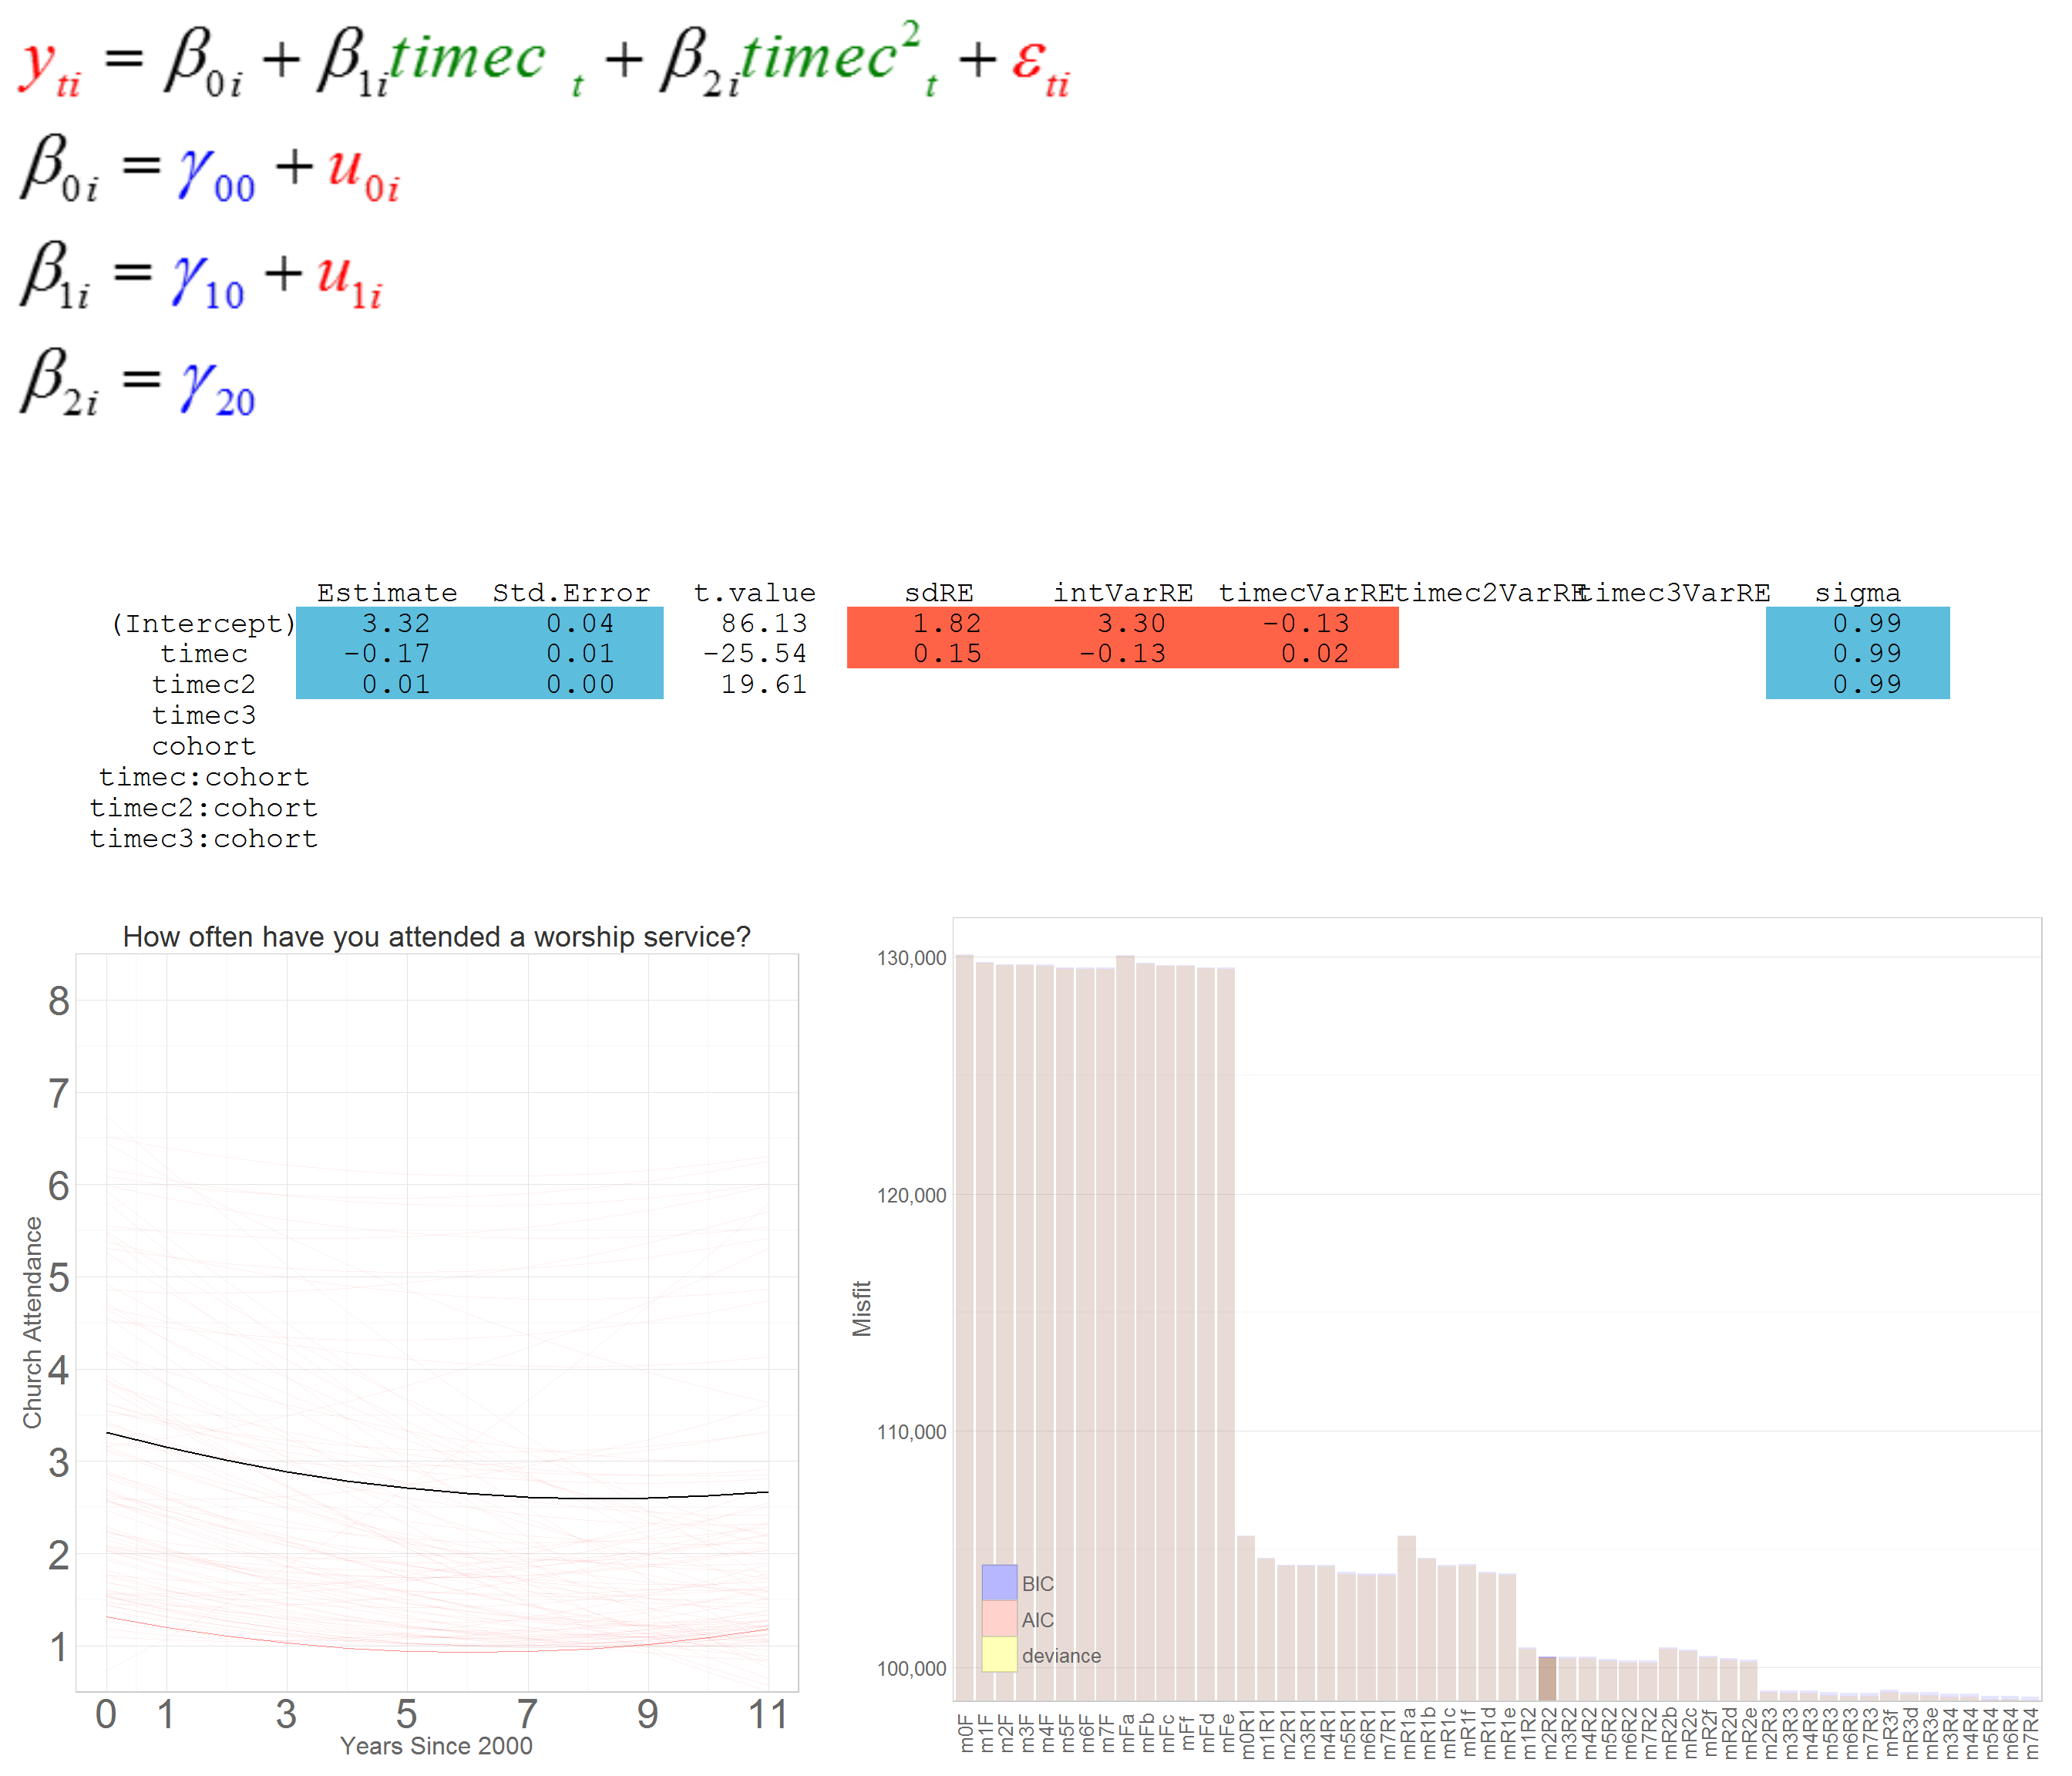 y_ti = β_0i + β_1i timec_t + β_2i timec²_t + ε_ti
β_0i = γ_00 + u_0i
β_1i = γ_10 + u_1i
β_2i = γ_20
Estimate Std.Error t.value sdRE intVarRE timecVarRE timec2VarRE timec3VarRE sigma
(Intercept) 3.32 0.04 86.13 1.82 3.30 -0.13 0.99
timec -0.17 0.01 -25.54 0.15 -0.13 0.02 0.99
timec2 0.01 0.00 19.61 0.99
timec3
cohort
timec:cohort
timec2:cohort
timec3:cohort
How often have you attended a worship service?
Church Attendance
8
7
6
5
4
3
2
1
0 1 3 5 7 9 11
Years Since 2000
Misfit
130,000
120,000
110,000
100,000
BIC
AIC
deviance
m0F m1F m2F m3F m4F m5F m6F m7F mFa mFb mFc mFf mFd mFe m0R1 m1R1 m2R1 m3R1 m4R1 m5R1 m6R1 m7R1 mR1a mR1b mR1c mR1f mR1d mR1e m1R2 m2R2 m3R2 m4R2 m5R2 m6R2 m7R2 mR2b mR2c mR2f mR2d mR2e m2R3 m3R3 m4R3 m5R3 m6R3 m7R3 mR3f mR3d mR3e m3R4 m4R4 m5R4 m6R4 m7R4